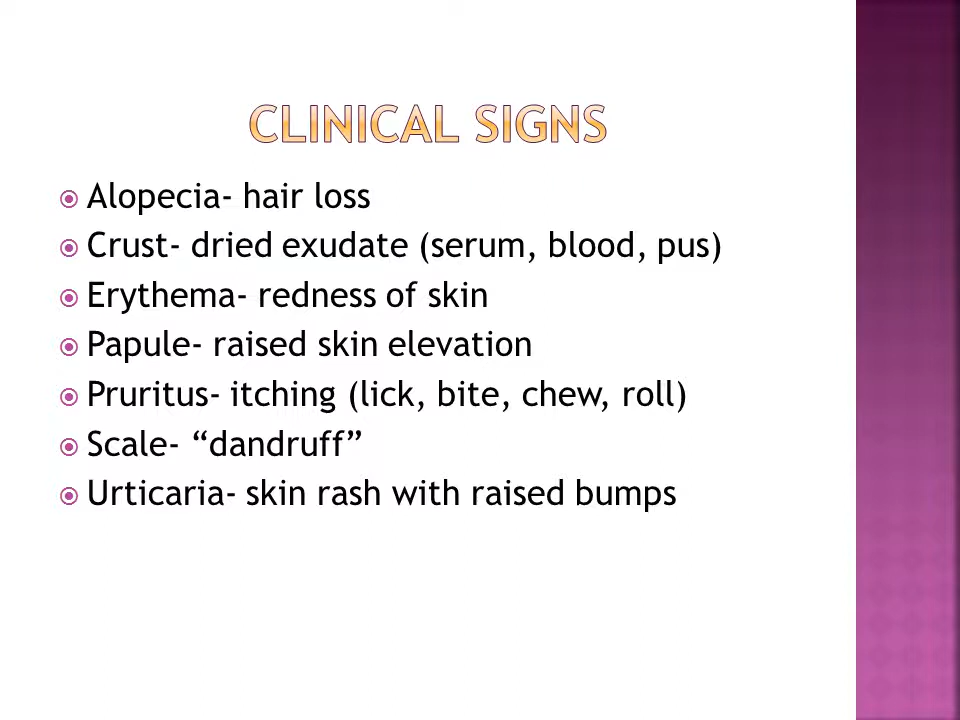 CLINICAL SIGNS
Alopecia- hair loss
Crust- dried exudate (serum, blood, pus)
Erythema- redness of skin
Papule- raised skin elevation
Pruritus- itching (lick, bite, chew, roll)
Scale- “dandruff”
Urticaria- skin rash with raised bumps